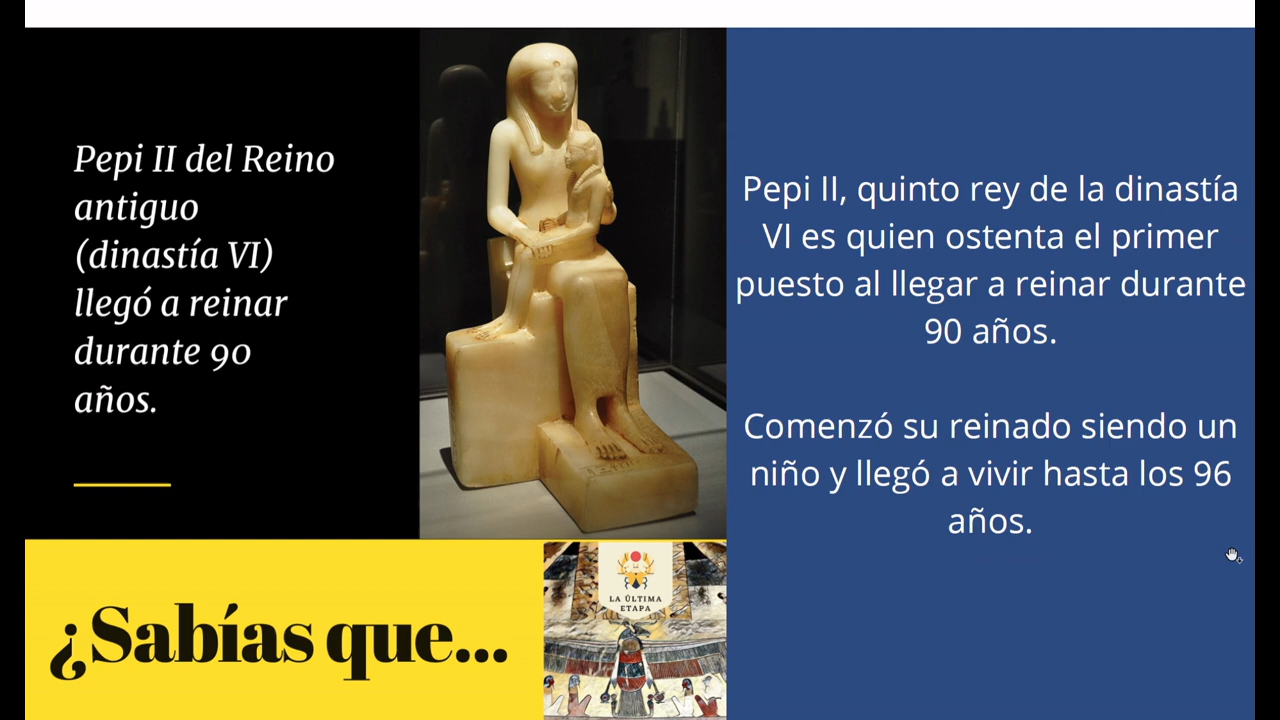 Pepi II del Reino
antiguo
(dinastía VI)
llegó a reinar
durante 90
años.
Pepi II, quinto rey de la dinastía
VI es quien ostenta el primer
puesto al llegar a reinar durante
90 años.
Comenzó su reinado siendo un
niño y llegó a vivir hasta los 96
años.
¿Sabías que...
LA ÚLTIMA
ETAPA